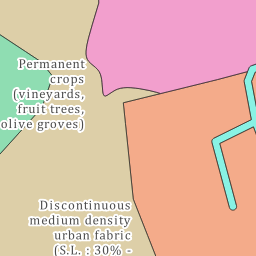 Permanent
crops
(vineyards,
fruit trees,
olive groves)
Discontinuous
medium density
urban fabric
(S.L. : 30% -